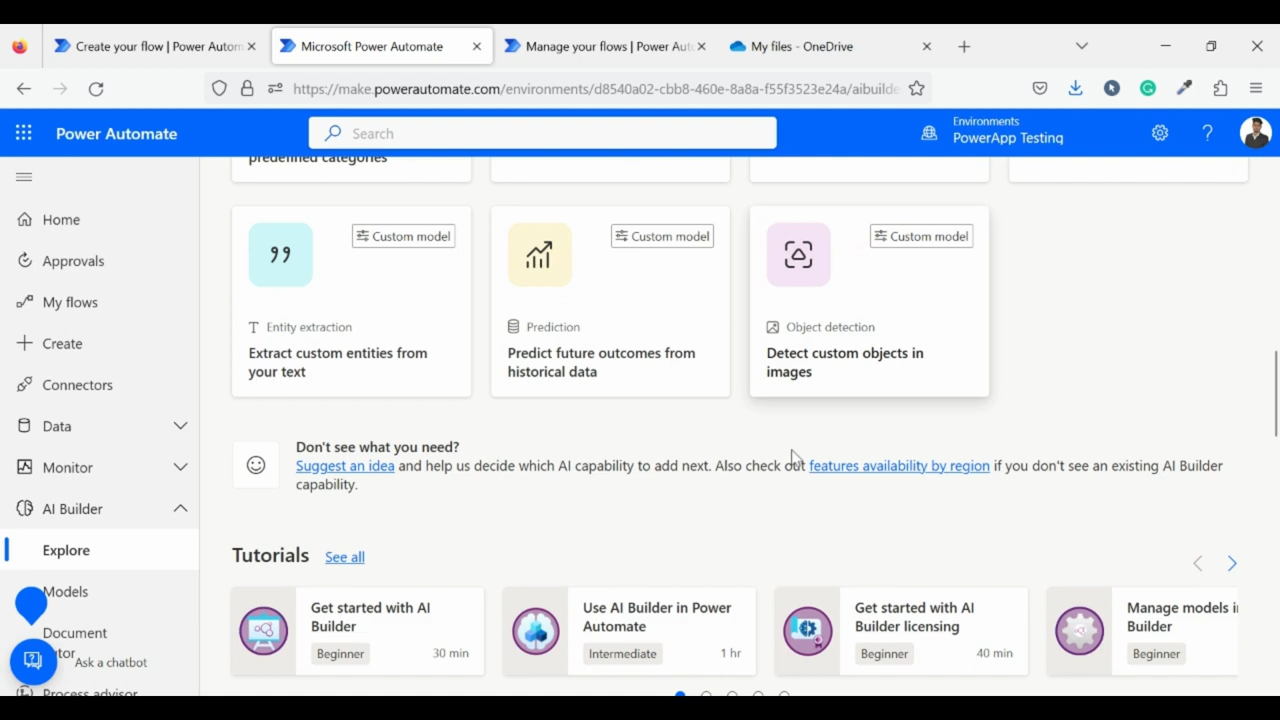 Create your flow | Power Autom
Microsoft Power Automate
Manage your flows | Power Aut
My files - OneDrive
https://make.powerautomate.com/environments/d8540a02-cbb8-460e-8a8a-f55f3523e24a/aibuilde
Power Automate
Search
Environments
PowerApp Testing
Home
Approvals
My flows
Create
Connectors
Data
Monitor
AI Builder
Explore
Models
Document
Ask a chatbot
Process advisor
predefined categories
Custom model
Entity extraction
Extract custom entities from
your text
Custom model
Prediction
Predict future outcomes from
historical data
Custom model
Object detection
Detect custom objects in
images
Don't see what you need?
Suggest an idea and help us decide which AI capability to add next. Also check out features availability by region if you don't see an existing AI Builder
capability.
Tutorials See all
Get started with AI
Builder
Beginner 30 min
Use AI Builder in Power
Automate
Intermediate 1 hr
Get started with AI
Builder licensing
Beginner 40 min
Manage models i
Builder
Beginner